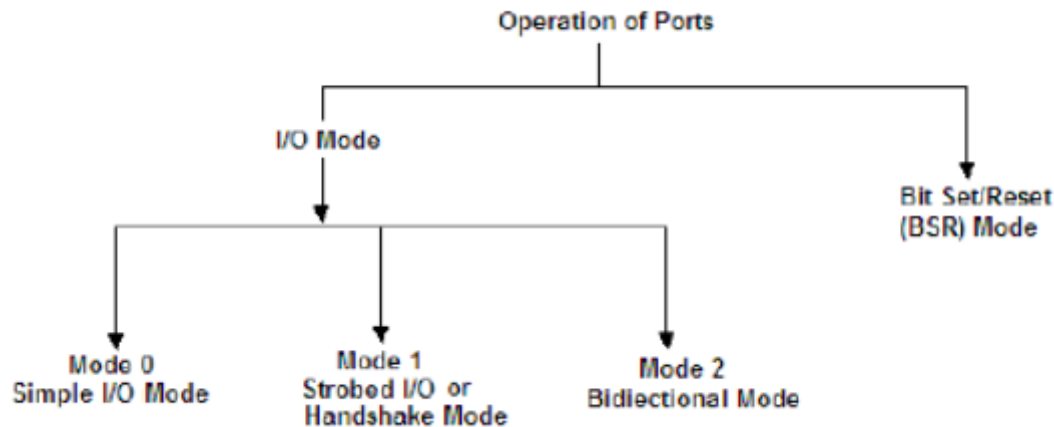 Operation of Ports
I/O Mode
Bit Set/Reset
(BSR) Mode
Mode 0
Simple I/O Mode
Mode 1
Strobed I/O or
Handshake Mode
Mode 2
Bidiectional Mode